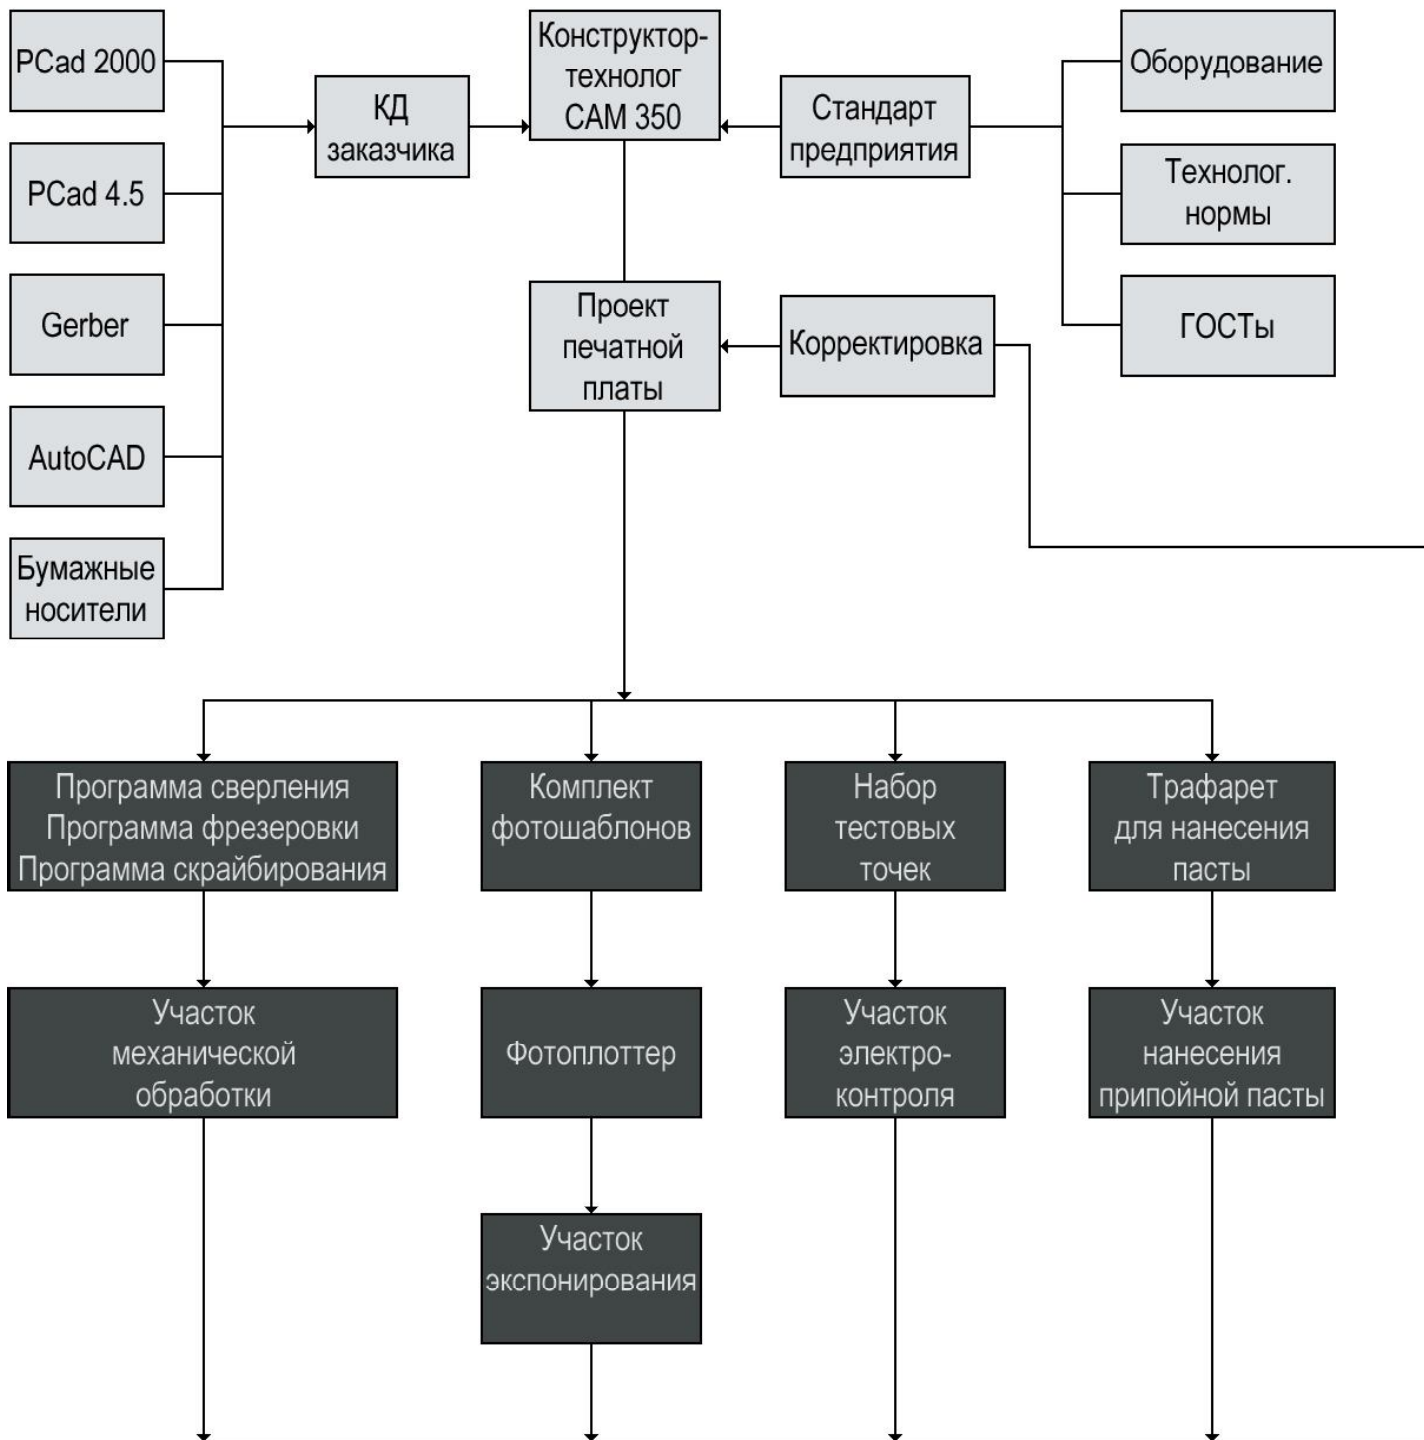 PCad 2000
PCad 4.5
Gerber
AutoCAD
Бумажные
носители
КД
заказчика
Конструктор-
технолог
CAM 350
Стандарт
предприятия
Оборудование
Технолог.
нормы
ГОСТы
Проект
печатной
платы
Корректировка
Программа сверления
Программа фрезеровки
Программа скрайбирования
Комплект
фотошаблонов
Набор
тестовых
точек
Трафарет
для нанесения
пасты
Участок
механической
обработки
Фотоплоттер
Участок
электро-
контроля
Участок
нанесения
припойной пасты
Участок
экспонирования